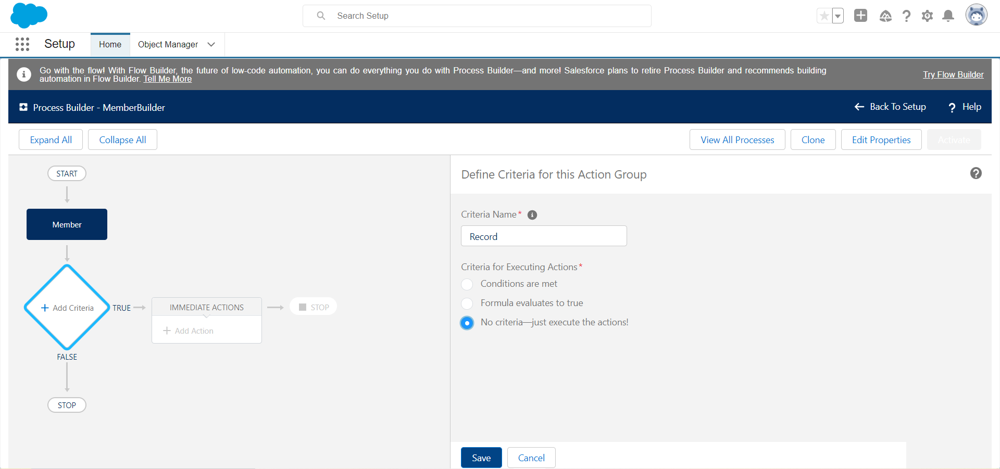 Search Setup
Setup
Home
Object Manager
Go with the flow! With Flow Builder, the future of low-code automation, you can do everything you do with Process Builder—and more! Salesforce plans to retire Process Builder and recommends building
automation in Flow Builder. Tell Me More
Try Flow Builder
Process Builder - MemberBuilder
Back To Setup
? Help
Expand All
Collapse All
View All Processes
Clone
Edit Properties
Activate
START
Member
+ Add Criteria
TRUE
IMMEDIATE ACTIONS
+ Add Action
STOP
FALSE
STOP
Define Criteria for this Action Group
Criteria Name*
Record
Criteria for Executing Actions*
Conditions are met
Formula evaluates to true
No criteria—just execute the actions!
Save
Cancel